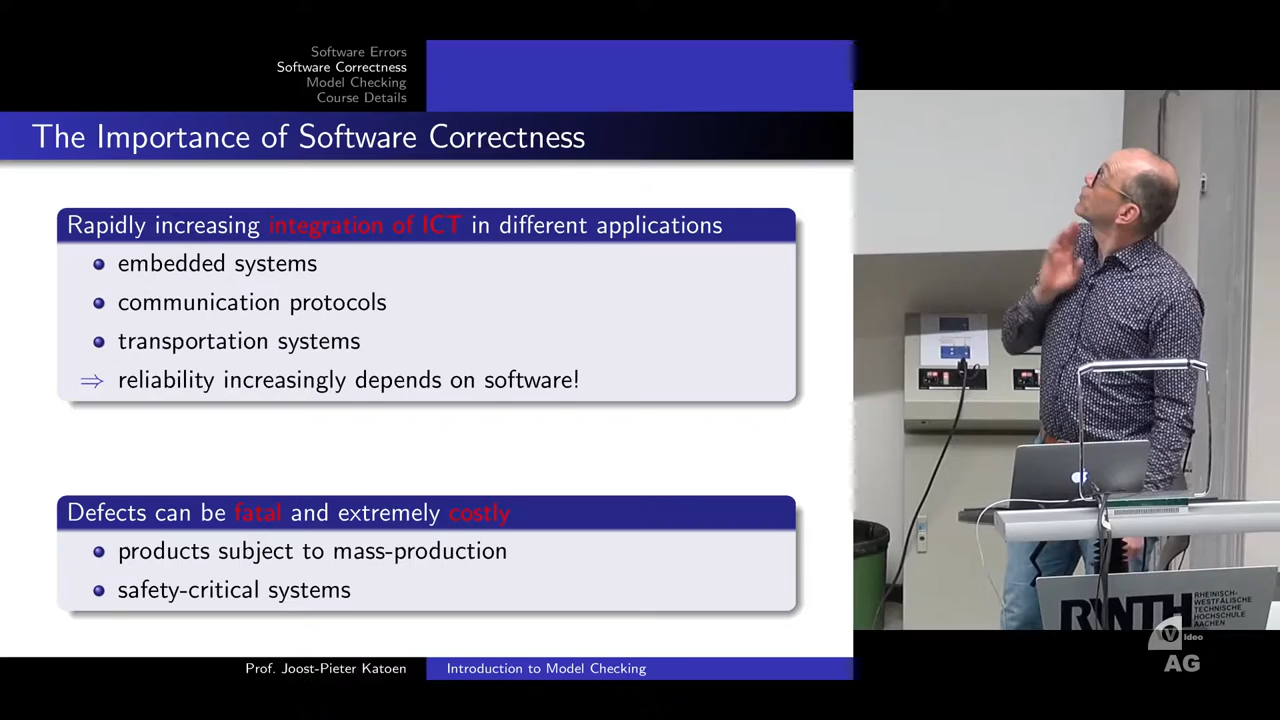 Software Errors
Software Correctness
Model Checking
Course Details
The Importance of Software Correctness
Rapidly increasing integration of ICT in different applications
embedded systems
communication protocols
transportation systems
⇒ reliability increasingly depends on software!
Defects can be fatal and extremely costly
products subject to mass-production
safety-critical systems
Prof. Joost-Pieter Katoen
Introduction to Model Checking
RWTH
RHEINISCH-
WESTFÄLISCHE
TECHNISCHE
HOCHSCHULE
AACHEN
Video
AG